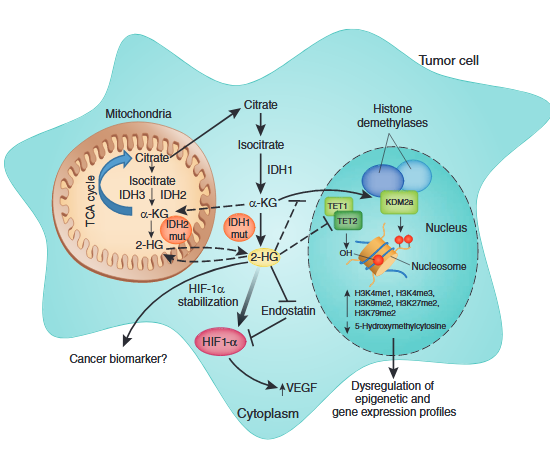 Tumor cell
Mitochondria
Citrate
Histone
demethylases
Isocitrate
IDH1
Citrate
Isocitrate
IDH3
IDH2
TCA cycle
α-KG
IDH2
mut
2-HG
α-KG
IDH1
mut
2-HG
TET1
TET2
KDM2a
Nucleus
OH
Nucleosome
H3K4me1, H3K4me3,
H3K9me2, H3K27me2,
H3K79me2
5-Hydroxymethylcytosine
HIF-1α
stabilization
Endostatin
HIF1-α
Cancer biomarker?
VEGF
Cytoplasm
Dysregulation of
epigenetic and
gene expression profiles